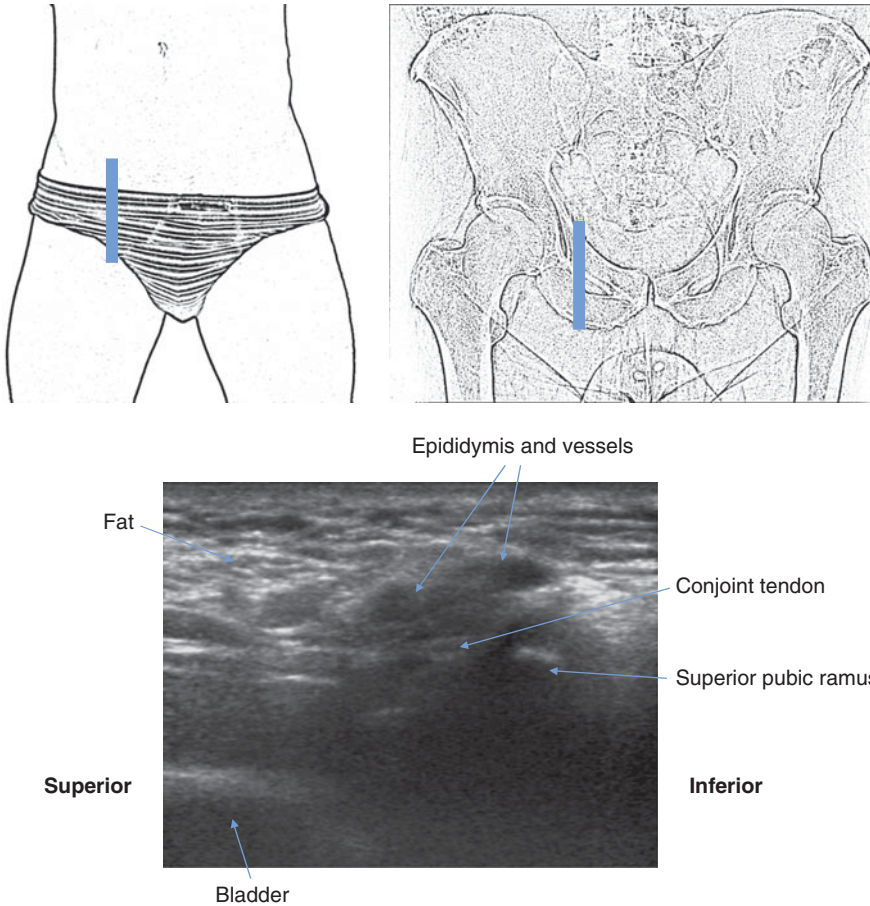 Epididymis and vessels
Fat
Conjoint tendon
Superior pubic ramus
Superior
Inferior
Bladder